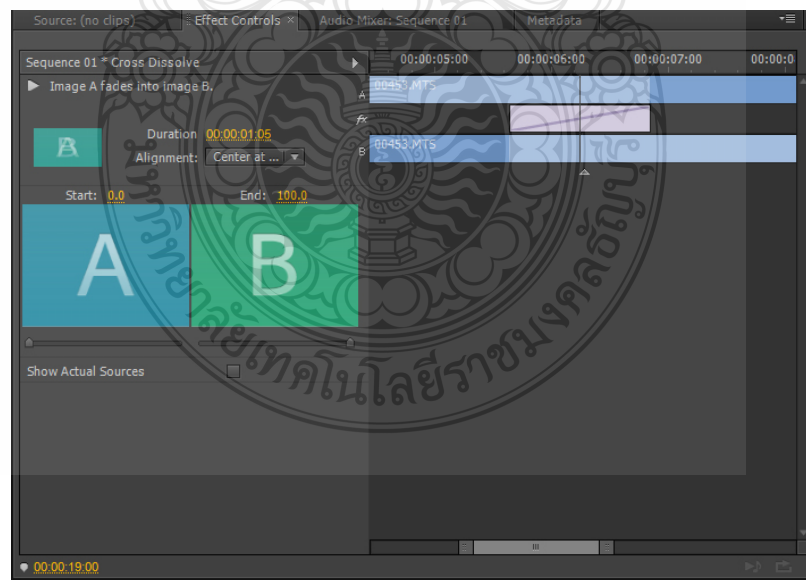 Source: (no clips) Effect Controls × Audio Mixer: Sequence 01 Metadata
Sequence 01 * Cross Dissolve
00:00:05:00 00:00:06:00 00:00:07:00 00:00:0
Image A fades into image B.
A 00453.MTS
fx
Duration 00:00:01:05
B 00453.MTS
Alignment: Center at ...
Start: 0.0 End: 100.0
A B
Show Actual Sources
00:00:19:00
มหาวิทยาลัยเทคโนโลยีราชมงคลธัญบุรี